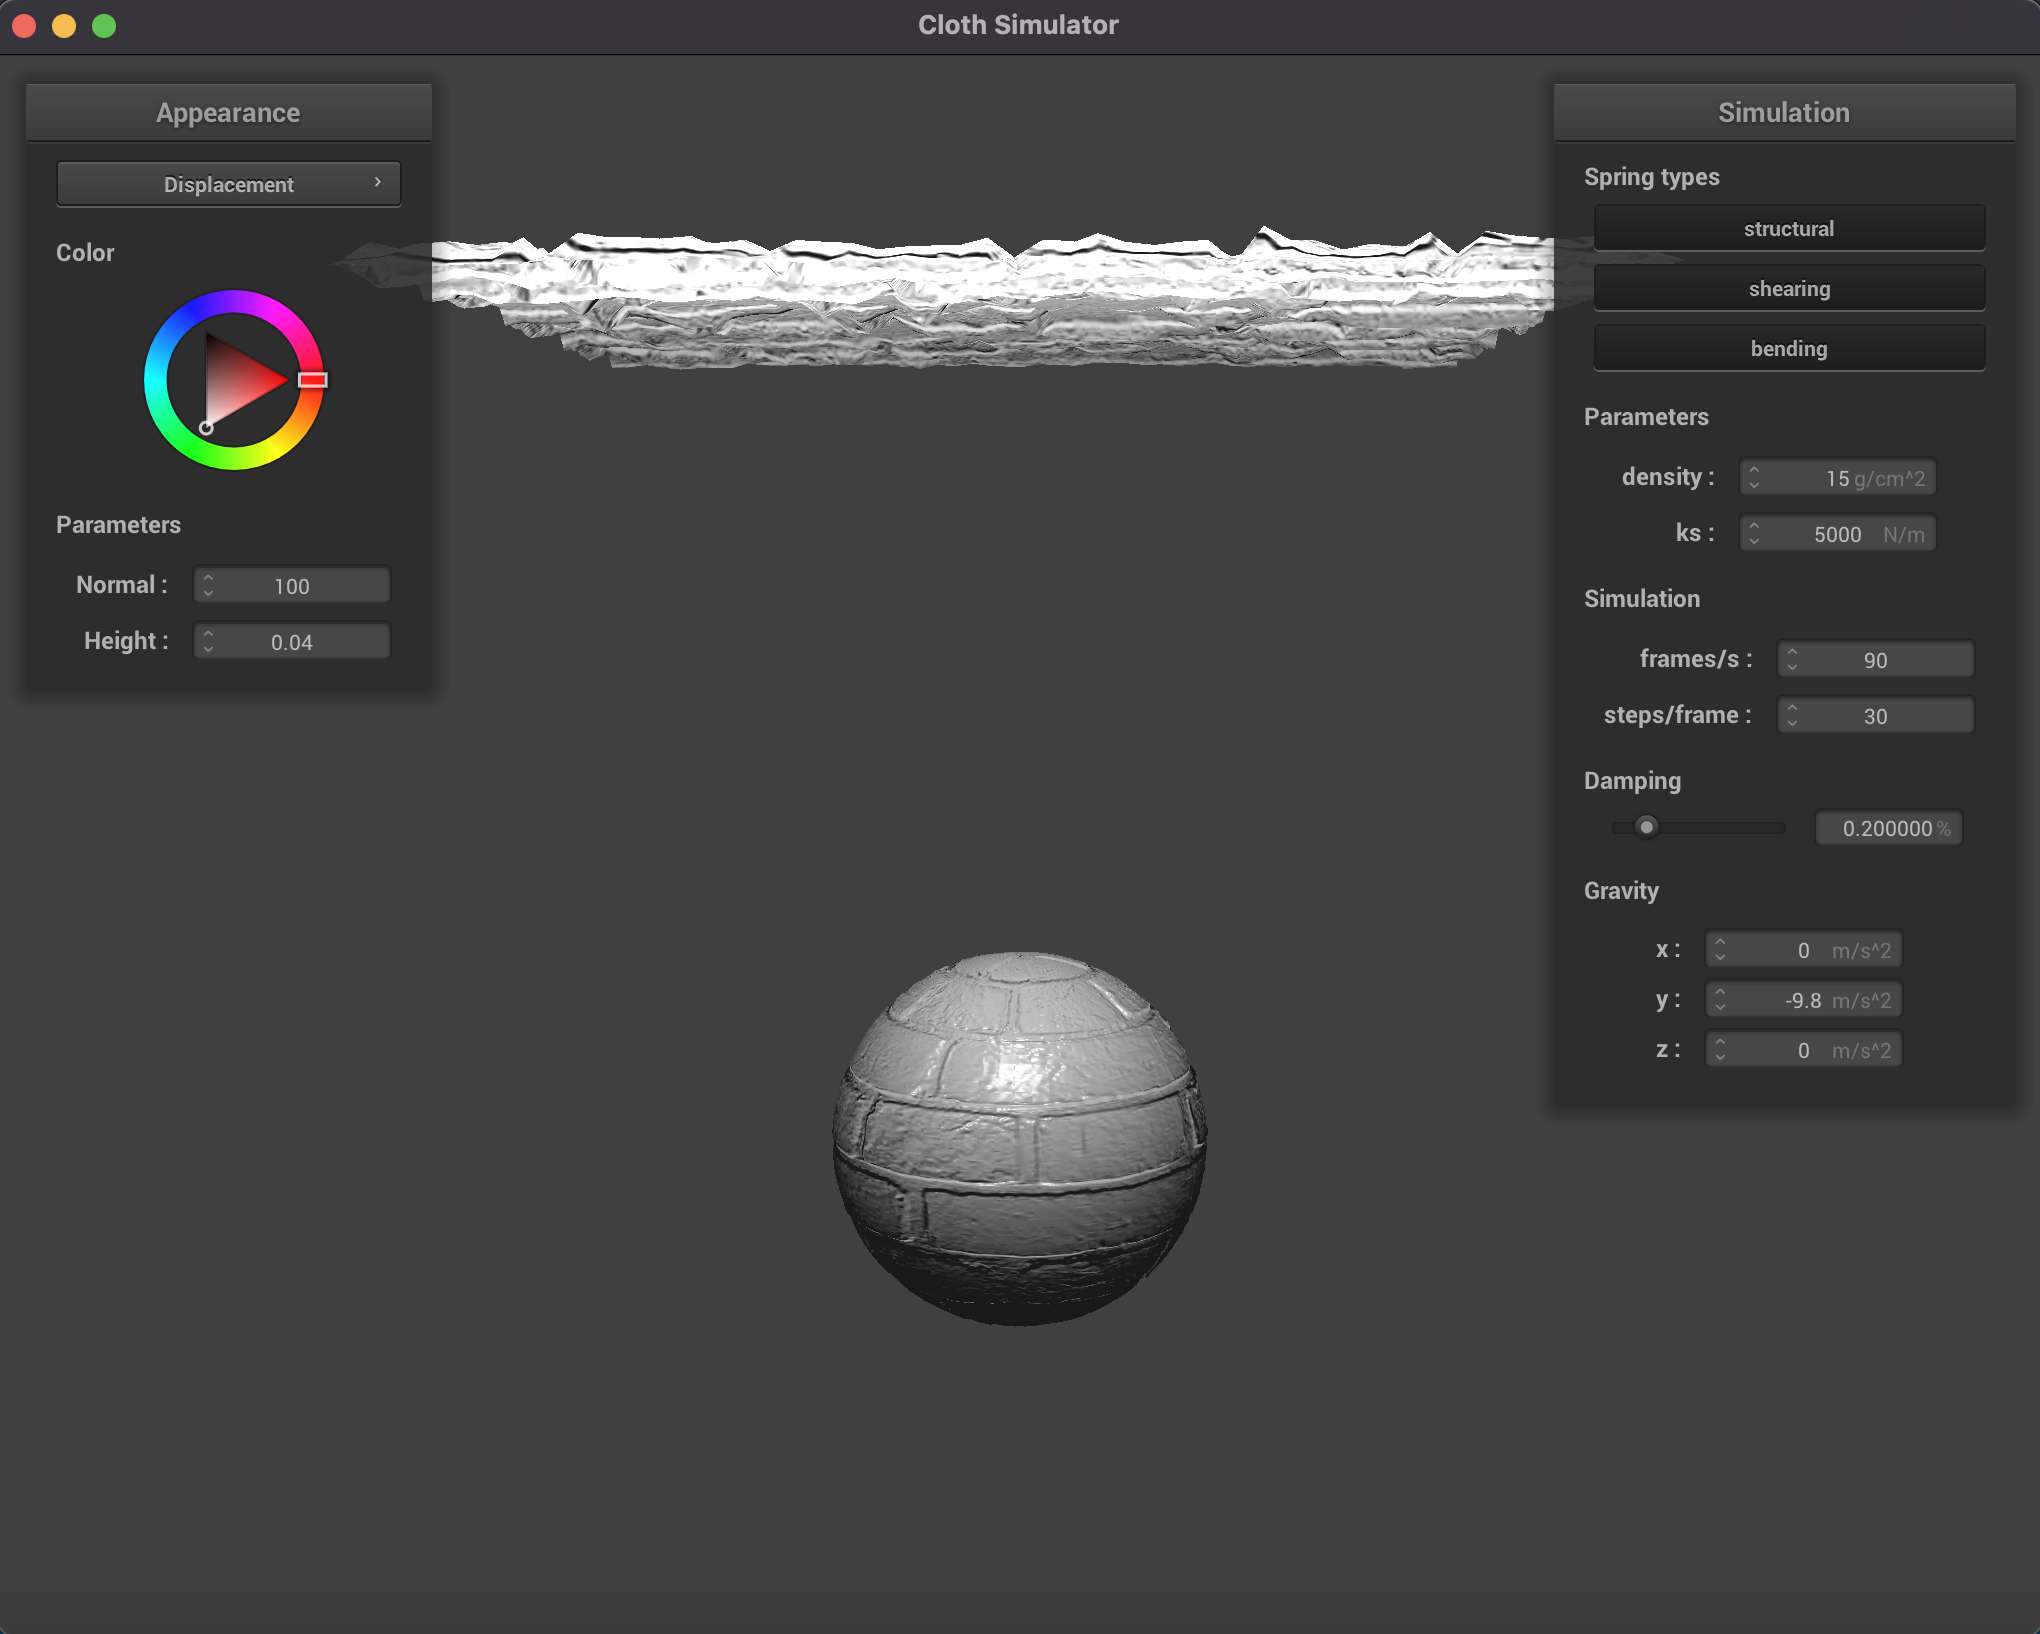 Cloth Simulator
Appearance
Displacement
Color
Parameters
Normal : 100
Height : 0.04
Simulation
Spring types
structural
shearing
bending
Parameters
density : 15 g/cm^2
ks : 5000 N/m
Simulation
frames/s : 90
steps/frame : 30
Damping
0.200000 %
Gravity
x : 0 m/s^2
y : -9.8 m/s^2
z : 0 m/s^2